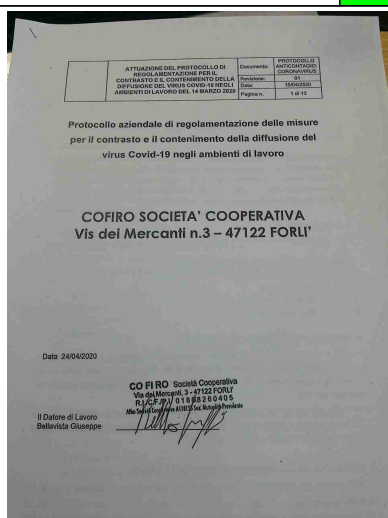 ATTUAZIONE DEL PROTOCOLLO DI
REGOLAMENTAZIONE PER IL
CONTRASTO E IL CONTENIMENTO DELLA
DIFFUSIONE DEL VIRUS COVID-19 NEGLI
AMBIENTI DI LAVORO DEL 14 MARZO 2020
Documento:
PROTOCOLLO
ANTICONTAGIO
CORONAVIRUS
Revisione:
01
Data:
10/04/2020
Pagina n.
1 di 13
Protocollo aziendale di regolamentazione delle misure
per il contrasto e il contenimento della diffusione del
virus Covid-19 negli ambienti di lavoro
COFIRO SOCIETA' COOPERATIVA
Vis dei Mercanti n.3 – 47122 FORLI'
Data 24/04/2020
CO FI RO Società Cooperativa
Via dei Mercanti, 3 - 47122 FORLI'
Il Datore di Lavoro
Bellavista Giuseppe